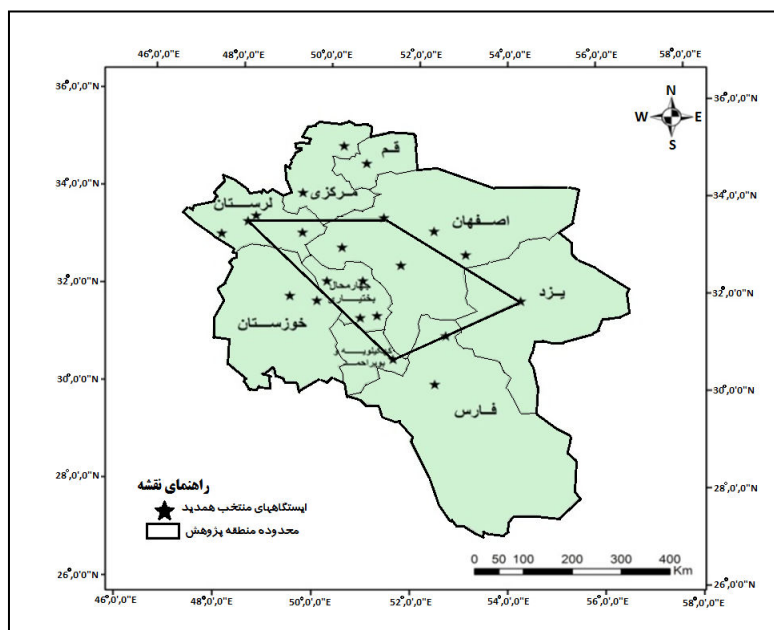 46°,0',0"E 48°,0',0"E 50°,0',0"E 52°,0',0"E 54°,0',0"E 56°,0',0"E 58°,0',0"E
36°,0',0"N
36°,0',0"N
34°,0',0"N
34°,0',0"N
32°,0',0"N
32°,0',0"N
30°,0',0"N
30°,0',0"N
28°,0',0"N
28°,0',0"N
26°,0',0"N
26°,0',0"N
N
W E
S
قم
مرکزی
لرستان
اصفهان
یزد
چهارمحال
بختیاری
خوزستان
کهگیلویه و
بویراحمد
فارس
راهنمای نقشه
ایستگاههای منتخب همدید
محدوده منطقه پژوهش
0 50 100 200 300 400
Km
46°,0',0"E 48°,0',0"E 50°,0',0"E 52°,0',0"E 54°,0',0"E 56°,0',0"E 58°,0',0"E